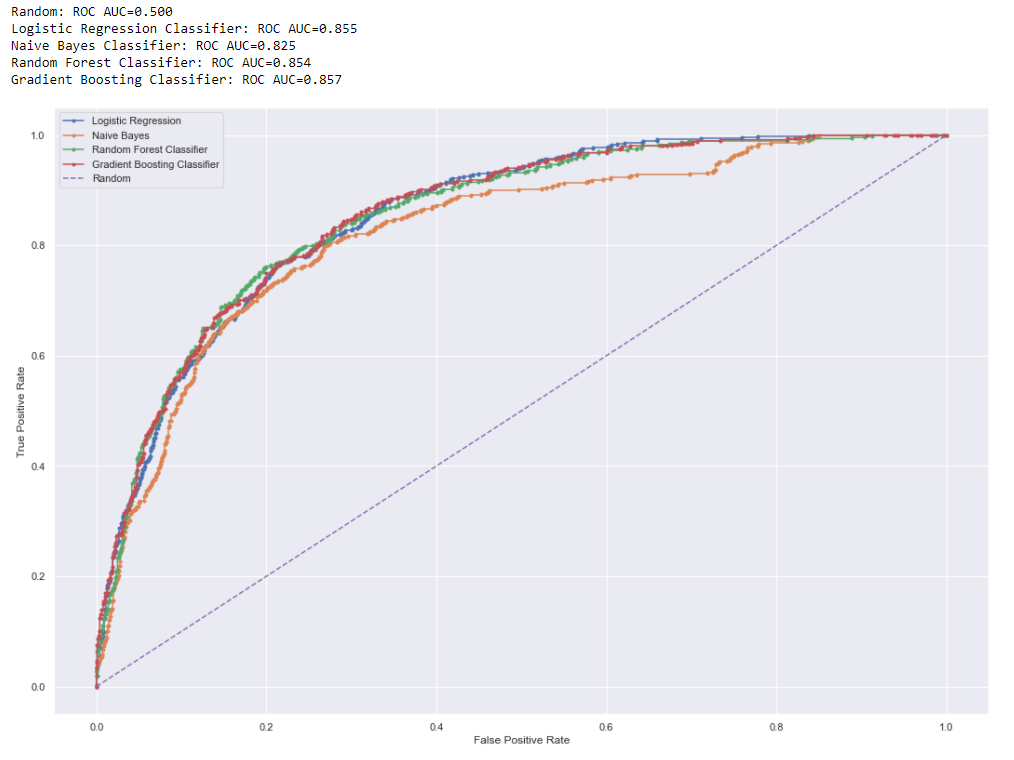 Random: ROC AUC=0.500
Logistic Regression Classifier: ROC AUC=0.855
Naive Bayes Classifier: ROC AUC=0.825
Random Forest Classifier: ROC AUC=0.854
Gradient Boosting Classifier: ROC AUC=0.857
Logistic Regression
Naive Bayes
Random Forest Classifier
Gradient Boosting Classifier
Random
1.0
0.8
0.6
0.4
0.2
0.0
True Positive Rate
0.0 0.2 0.4 0.6 0.8 1.0
False Positive Rate